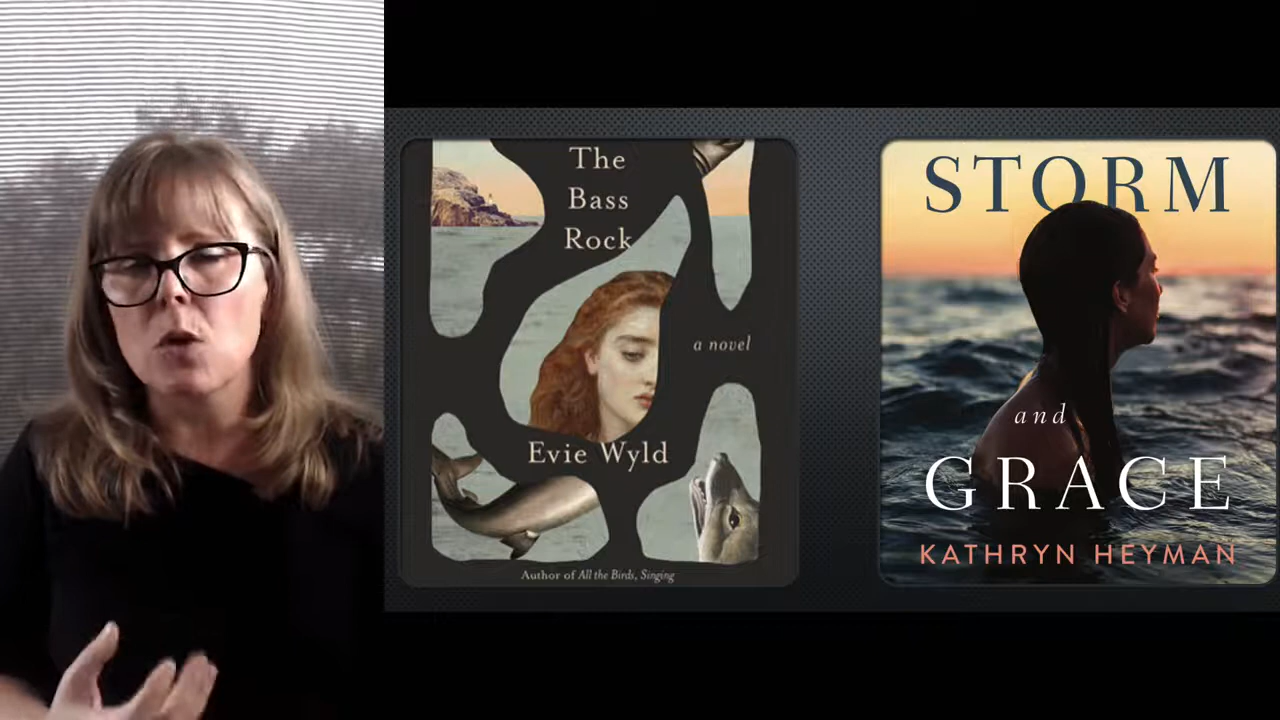 The
Bass
Rock
a novel
Evie Wyld
Author of All the Birds, Singing
STORM
and
GRACE
KATHRYN HEYMAN